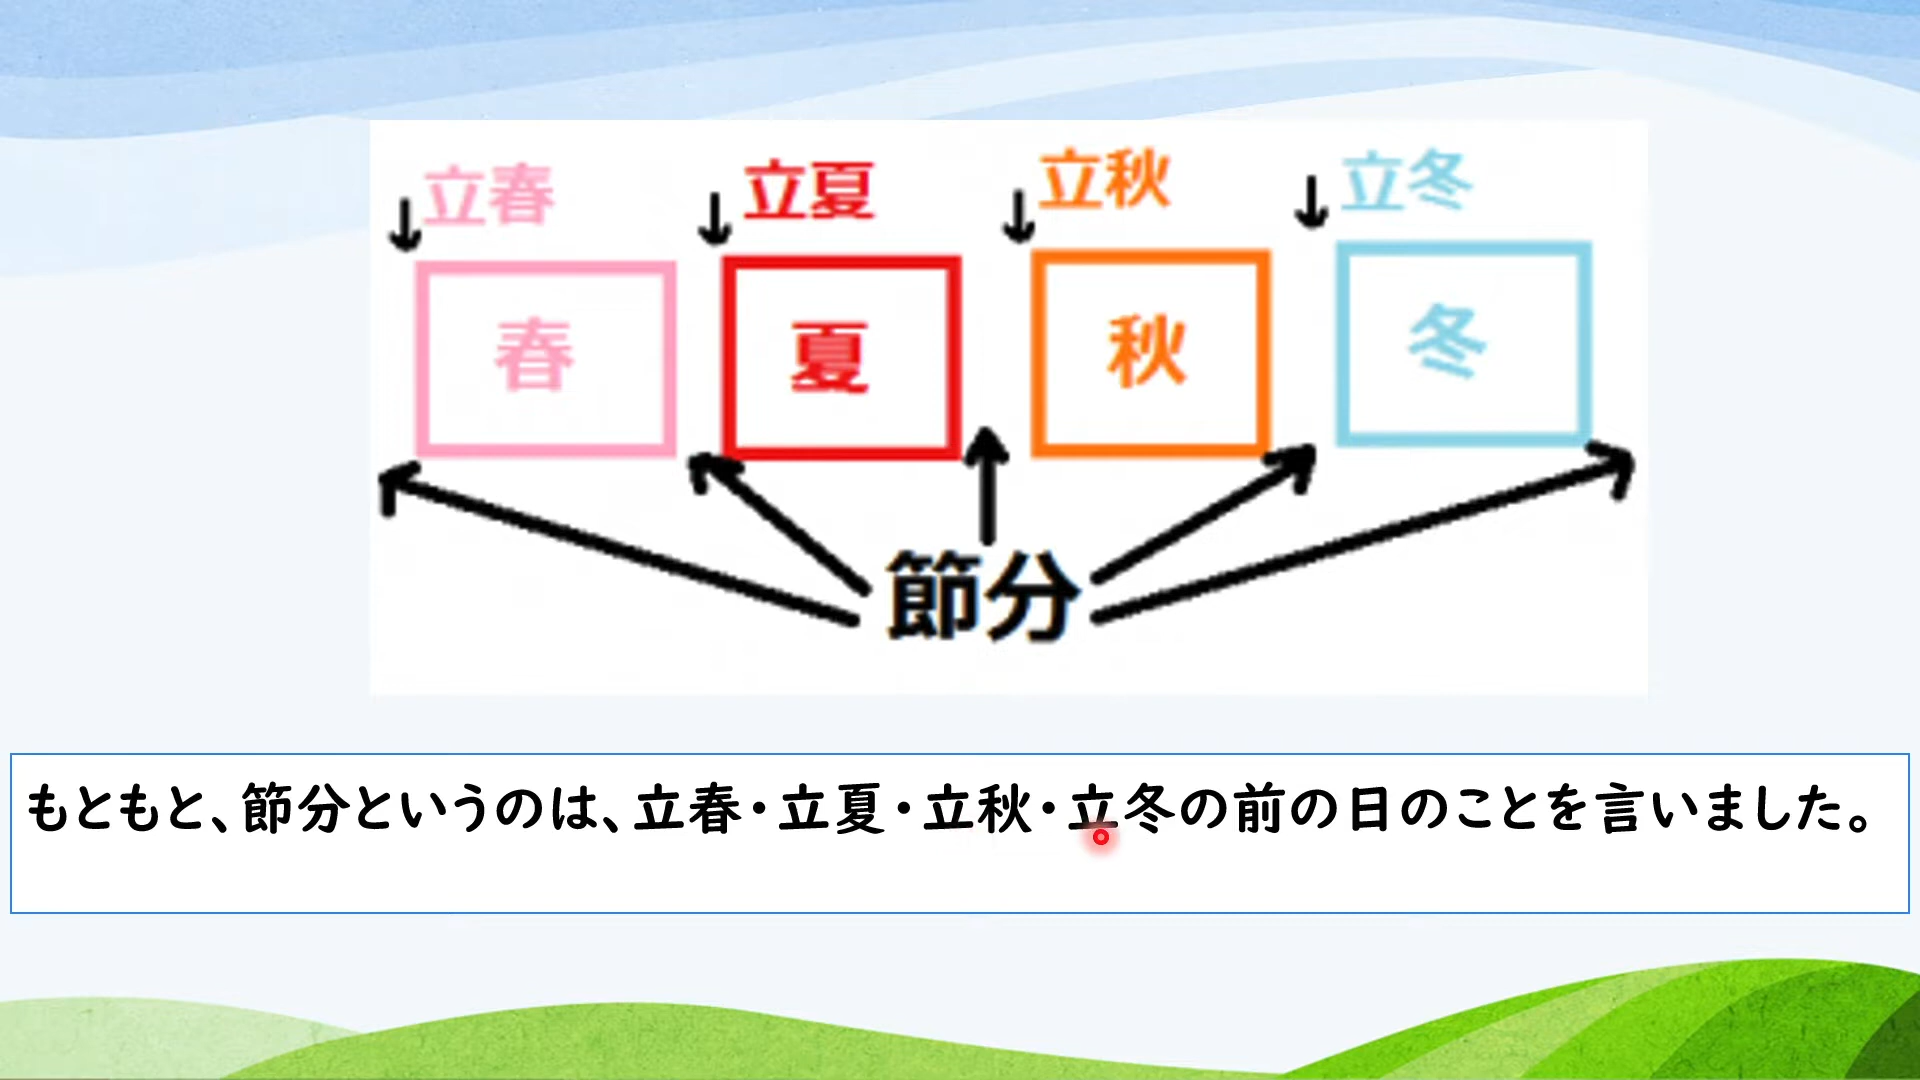 立春
立夏
立秋
立冬
春
夏
秋
冬
節分
もともと、節分というのは、立春・立夏・立秋・立冬の前の日のことを言いました。